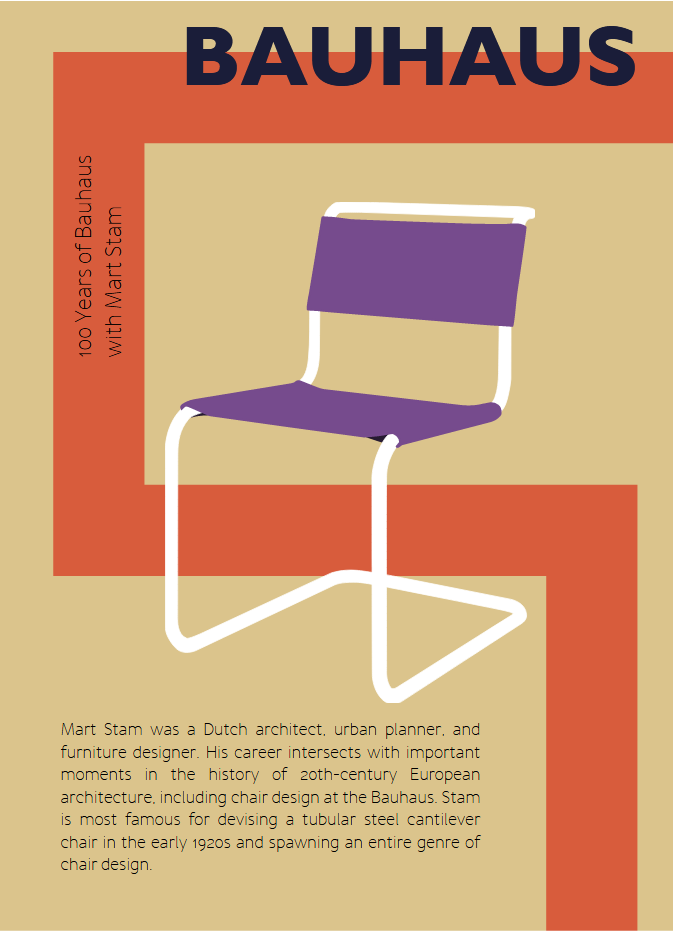 BAUHAUS
100 Years of Bauhaus
with Mart Stam
Mart Stam was a Dutch architect, urban planner, and
furniture designer. His career intersects with important
moments in the history of 20th-century European
architecture, including chair design at the Bauhaus. Stam
is most famous for devising a tubular steel cantilever
chair in the early 1920s and spawning an entire genre of
chair design.